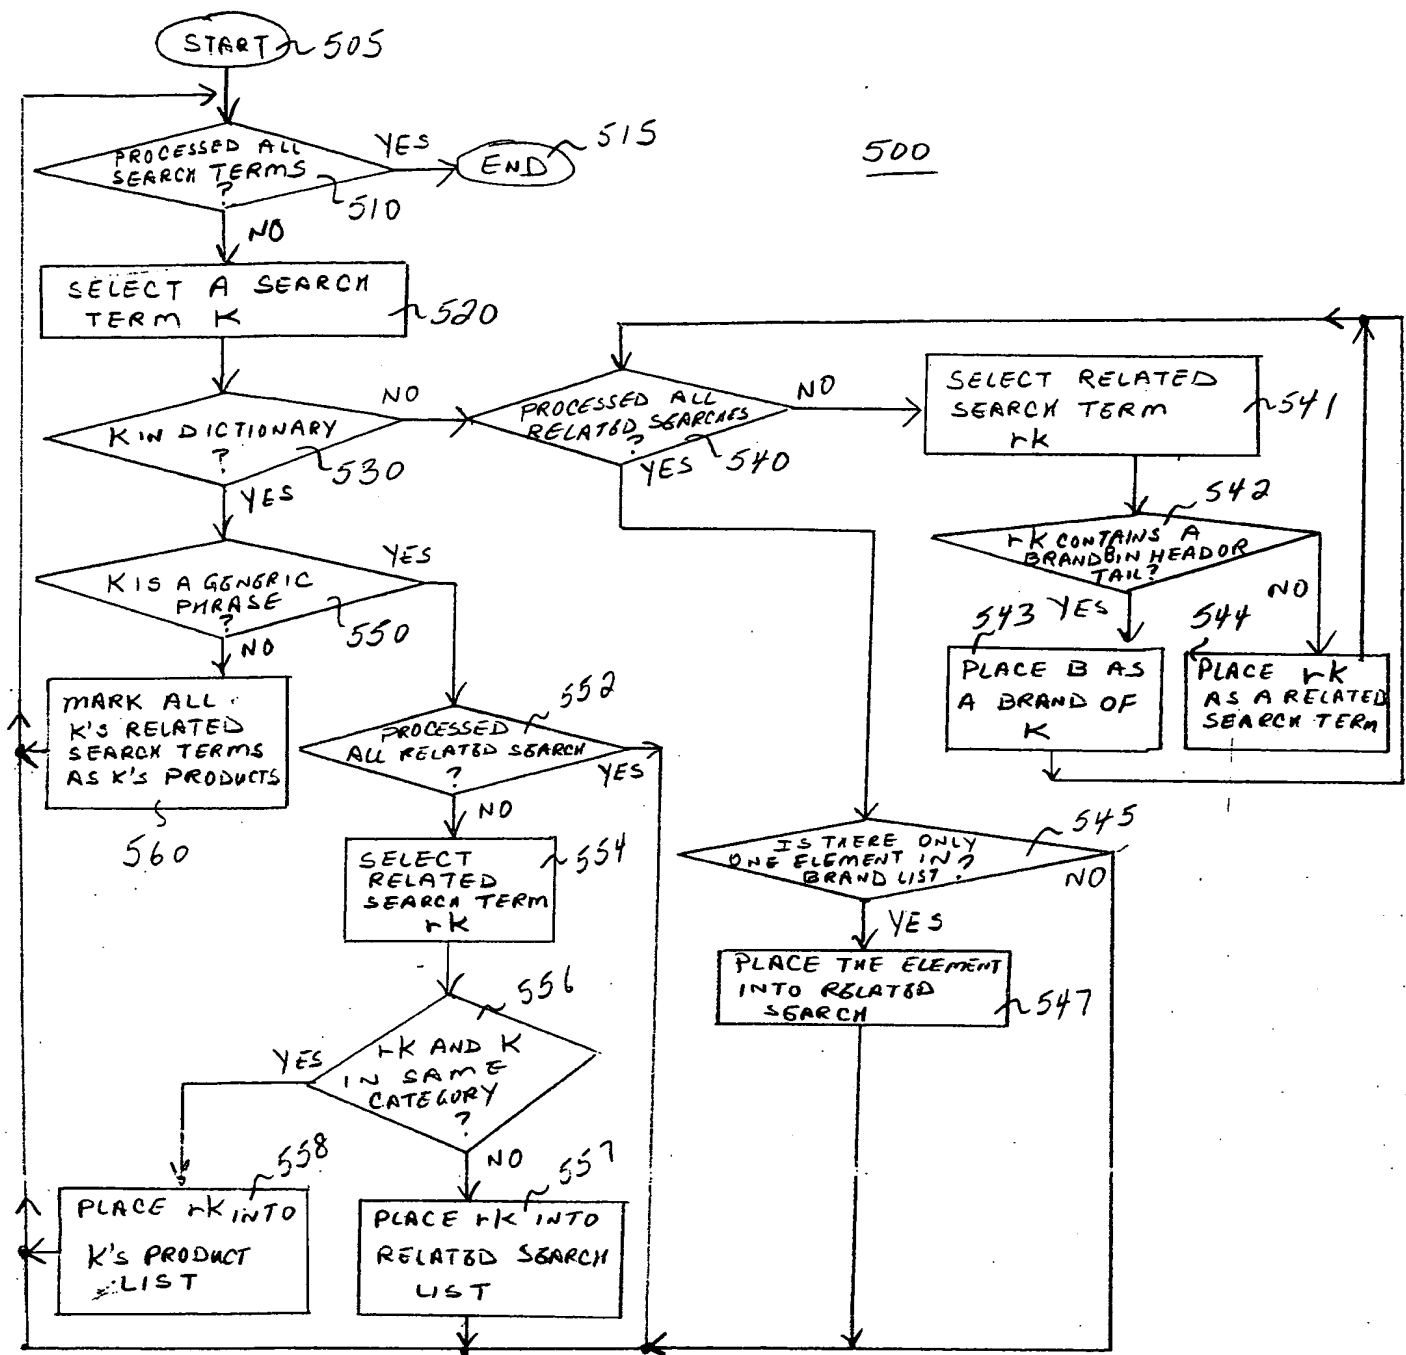 START 505
PROCESSED ALL
SEARCH TERMS
?
510
YES
END 515
500
NO
SELECT A SEARCH
TERM K
520
K IN DICTIONARY
?
530
NO
YES
PROCESSED ALL
RELATED SEARCHES
?
540
NO
YES
SELECT RELATED
SEARCH TERM
rk
541
542
rk CONTAINS A
BRAND B IN HEAD OR
TAIL?
YES
NO
543
PLACE B AS
A BRAND OF
K
544
PLACE rk
AS A RELATED
SEARCH TERM
K IS A GENERIC
PHRASE
?
550
YES
NO
MARK ALL
K'S RELATED
SEARCH TERMS
AS K'S PRODUCTS
560
552
PROCESSED
ALL RELATED SEARCH
?
YES
NO
554
SELECT
RELATED
SEARCH TERM
rk
545
IS THERE ONLY
ONE ELEMENT IN
BRAND LIST?
NO
YES
PLACE THE ELEMENT
INTO RELATED
SEARCH
547
556
rk AND K
IN SAME
CATEGORY
?
YES
NO
558
PLACE rk INTO
K'S PRODUCT
LIST
557
PLACE rk INTO
RELATED SEARCH
LIST